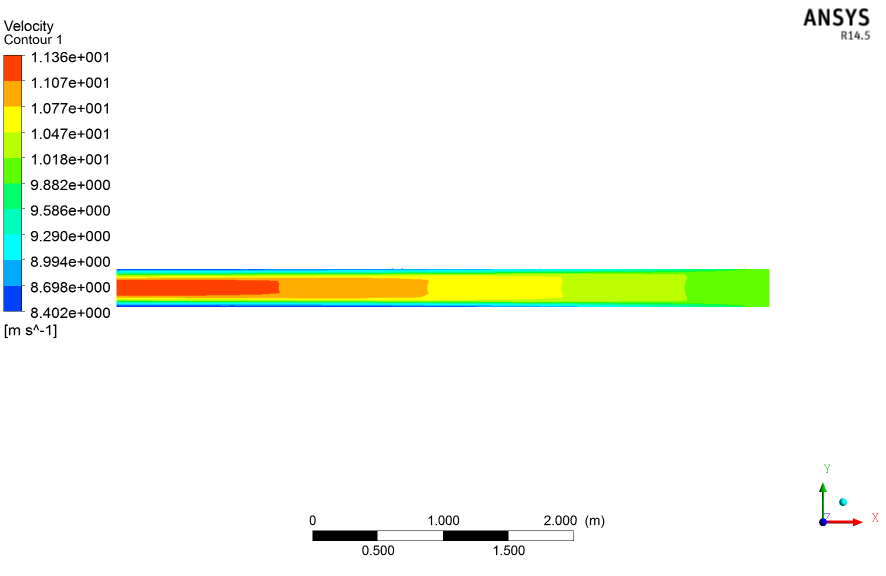 Velocity
Contour 1
1.136e+001
1.107e+001
1.077e+001
1.047e+001
1.018e+001
9.882e+000
9.586e+000
9.290e+000
8.994e+000
8.698e+000
8.402e+000
[m s^-1]
ANSYS
R14.5
0 1.000 2.000 (m)
0.500 1.500
Y
Z X